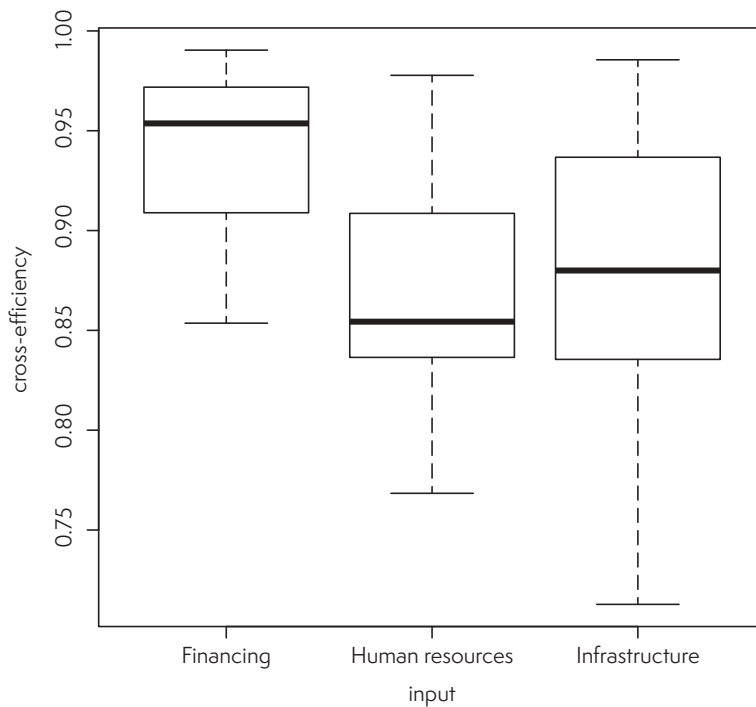 1.00
0.95
0.90
0.85
0.80
0.75
cross-efficiency
Financing
Human resources
Infrastructure
input